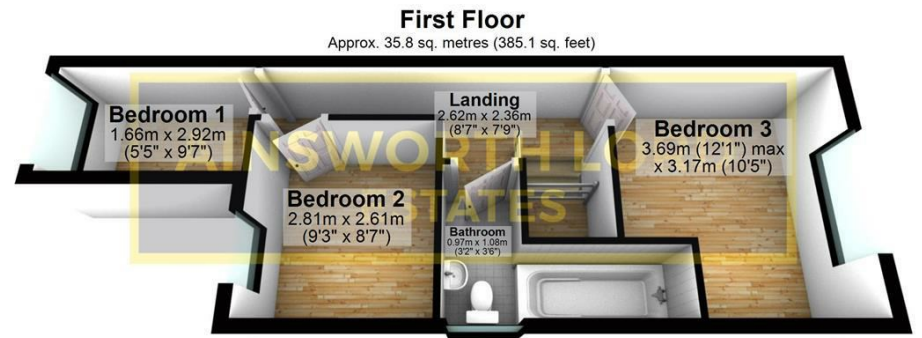 First Floor
Approx. 35.8 sq. metres (385.1 sq. feet)
Bedroom 1
1.66m x 2.92m
(5'5" x 9'7")
Landing
2.62m x 2.36m
(8'7" x 7'9")
Bedroom 3
3.69m (12'1") max
x 3.17m (10'5")
Bedroom 2
2.81m x 2.61m
(9'3" x 8'7")
Bathroom
0.97m x 1.08m
(3'2" x 3'6")
AINSWORTH LO
ESTATES